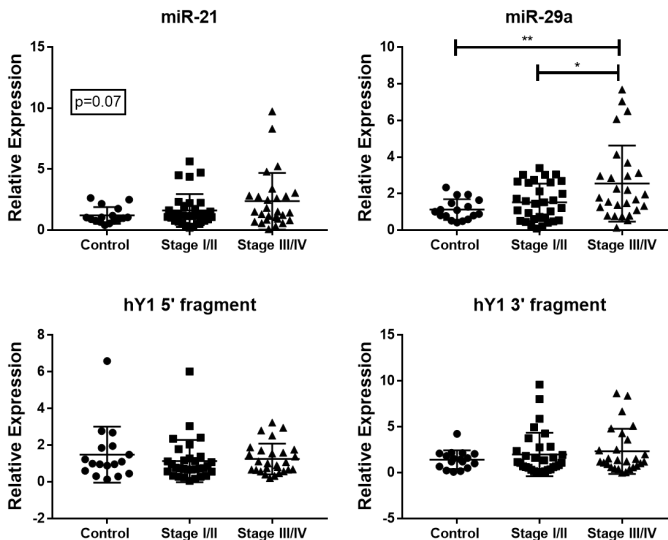 miR-21
Relative Expression
15
10
5
0
p=0.07
Control
Stage I/II
Stage III/IV
miR-29a
Relative Expression
10
8
6
4
2
0
**
*
Control
Stage I/II
Stage III/IV
hY1 5' fragment
Relative Expression
8
6
4
2
0
-2
Control
Stage I/II
Stage III/IV
hY1 3' fragment
Relative Expression
15
10
5
0
-5
Control
Stage I/II
Stage III/IV